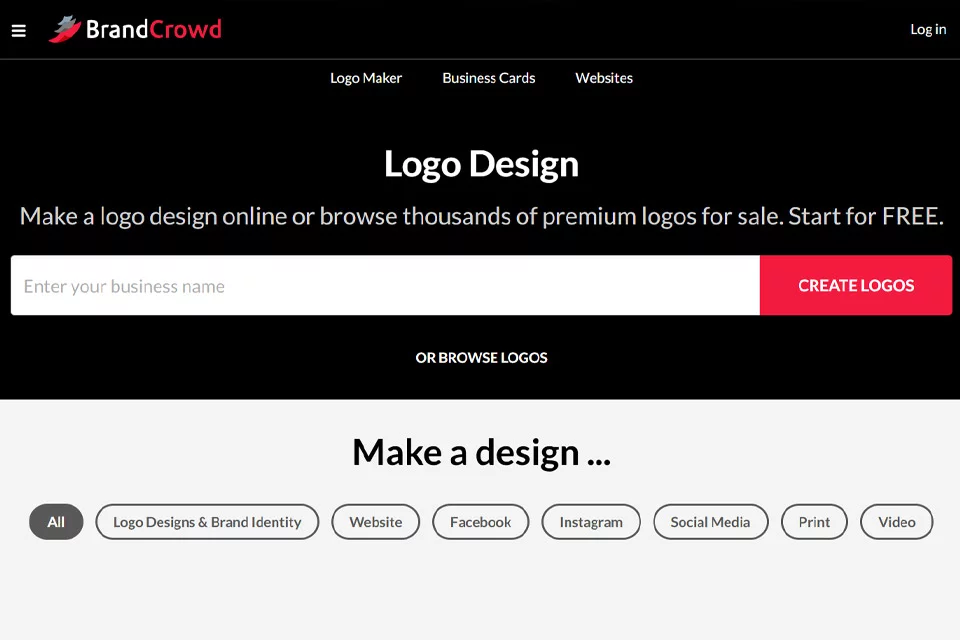 BrandCrowd
Log in
Logo Maker Business Cards Websites
Logo Design
Make a logo design online or browse thousands of premium logos for sale. Start for FREE.
Enter your business name CREATE LOGOS
OR BROWSE LOGOS
Make a design ...
All Logo Designs & Brand Identity Website Facebook Instagram Social Media Print Video